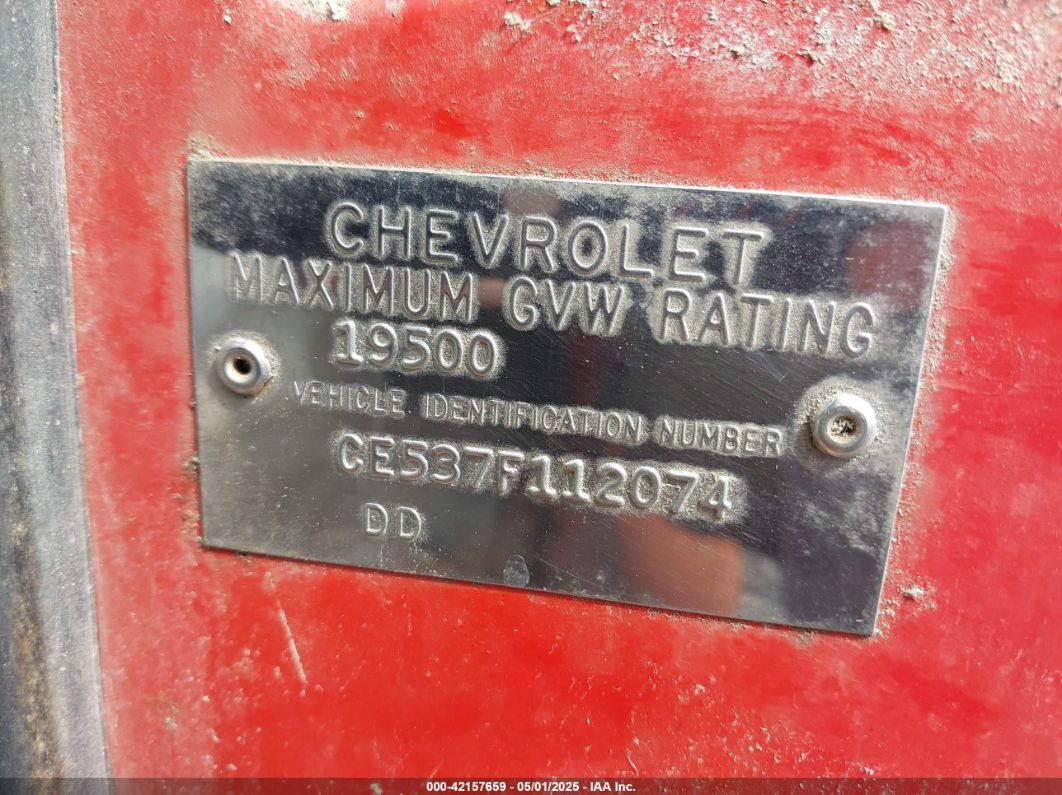 CHEVROLET
MAXIMUM GVW RATING
19500
VEHICLE IDENTIFICATION NUMBER
CE537F112074
DD
000-42157659 - 05/01/2025 - IAA Inc.